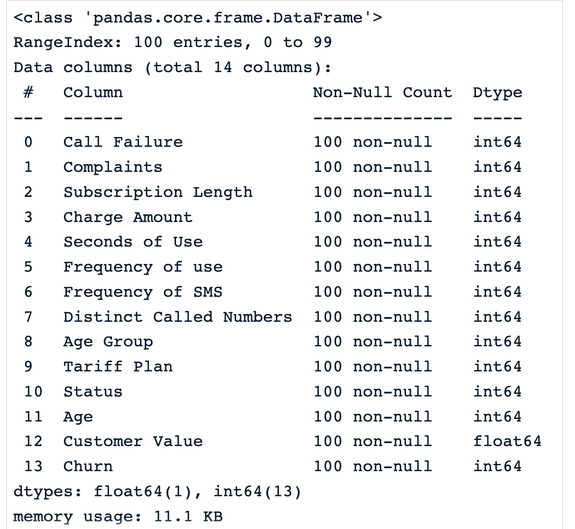 <class 'pandas.core.frame.DataFrame'>
RangeIndex: 100 entries, 0 to 99
Data columns (total 14 columns):
 #   Column                  Non-Null Count  Dtype
---  ------                  --------------  -----
 0   Call Failure            100 non-null    int64
 1   Complaints              100 non-null    int64
 2   Subscription Length     100 non-null    int64
 3   Charge Amount           100 non-null    int64
 4   Seconds of Use          100 non-null    int64
 5   Frequency of use        100 non-null    int64
 6   Frequency of SMS        100 non-null    int64
 7   Distinct Called Numbers 100 non-null    int64
 8   Age Group               100 non-null    int64
 9   Tariff Plan             100 non-null    int64
 10  Status                  100 non-null    int64
 11  Age                     100 non-null    int64
 12  Customer Value          100 non-null    float64
 13  Churn                   100 non-null    int64
dtypes: float64(1), int64(13)
memory usage: 11.1 KB